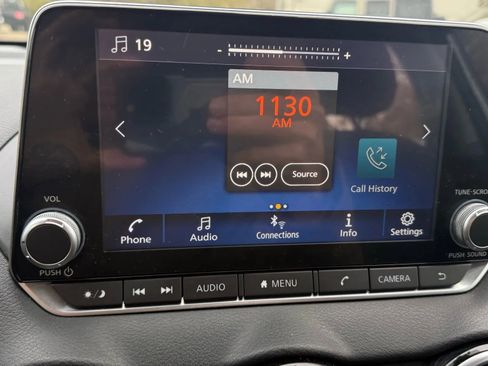 19
- +
AM
1130
AM
Source
Call History
Phone
Audio
Connections
Info
Settings
VOL
PUSH
TUNE-SCRO
PUSH SOUND
AUDIO
MENU
CAMERA